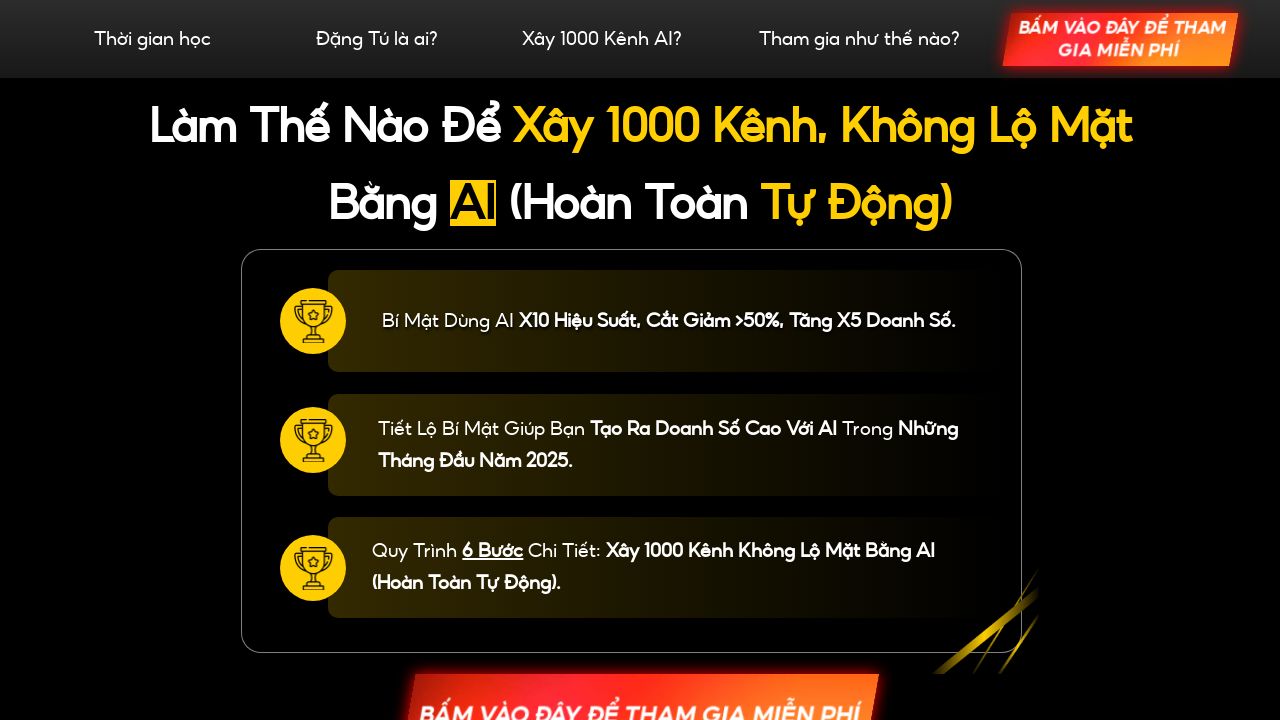 Thời gian học
Đặng Tú là ai?
Xây 1000 Kênh AI?
Tham gia như thế nào?
BẤM VÀO ĐÂY ĐỂ THAM
GIA MIỄN PHÍ
Làm Thế Nào Để Xây 1000 Kênh, Không Lộ Mặt
Bằng AI (Hoàn Toàn Tự Động)
Bí Mật Dùng AI X10 Hiệu Suất, Cắt Giảm >50%, Tăng X5 Doanh Số.
Tiết Lộ Bí Mật Giúp Bạn Tạo Ra Doanh Số Cao Với AI Trong Những
Tháng Đầu Năm 2025.
Quy Trình 6 Bước Chi Tiết: Xây 1000 Kênh Không Lộ Mặt Bằng AI
(Hoàn Toàn Tự Động).
BẤM VÀO ĐÂY ĐỂ THAM GIA MIỄN PHÍ